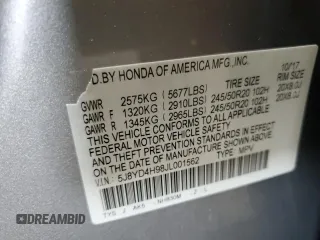 D.BY HONDA OF AMERICA MFG.,INC.
10/17
GVWR 2575KG (5677LBS) TIRE SIZE RIM SIZE
GAWR F 1320KG (2910LBS) 245/50R20 102H 20X8.0J
GAWR R 1345KG (2965LBS) 245/50R20 102H 20X8.0J
THIS VEHICLE CONFORMS TO ALL APPLICABLE
FEDERAL MOTOR VEHICLE SAFETY, BUMPER, AND
THEFT PREVENTION STANDARDS IN EFFECT ON THE
DATE OF MANUFACTURE SHOWN ABOVE.
VIN: 5J8YD4H98JL001562 TYPE: MPV
AUTOBIDMASTER
DREAMBID